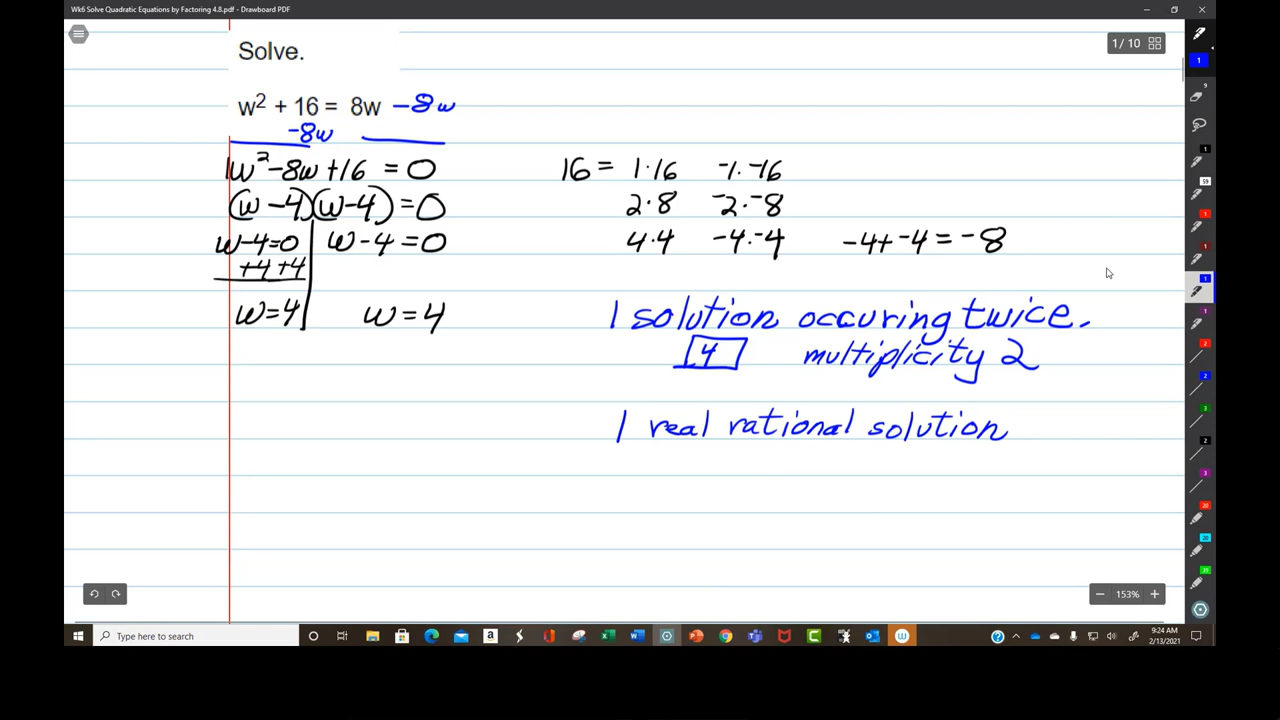 Wk6 Solve Quadratic Equations by Factoring 4.8.pdf - Drawboard PDF
1 / 10
Solve.
w² + 16 = 8w -8w
-8w
1w² -8w +16 = 0
(w -4)(w -4) = 0
w-4=0 w-4=0
+4 +4
w=4 w=4
16 = 1·16 -1·-16
2·8 -2·-8
4·4 -4·-4 -4+ -4 = -8
1 solution occuring twice.
4 multiplicity 2
1 real rational solution
153%
Type here to search
9:24 AM
2/13/2021